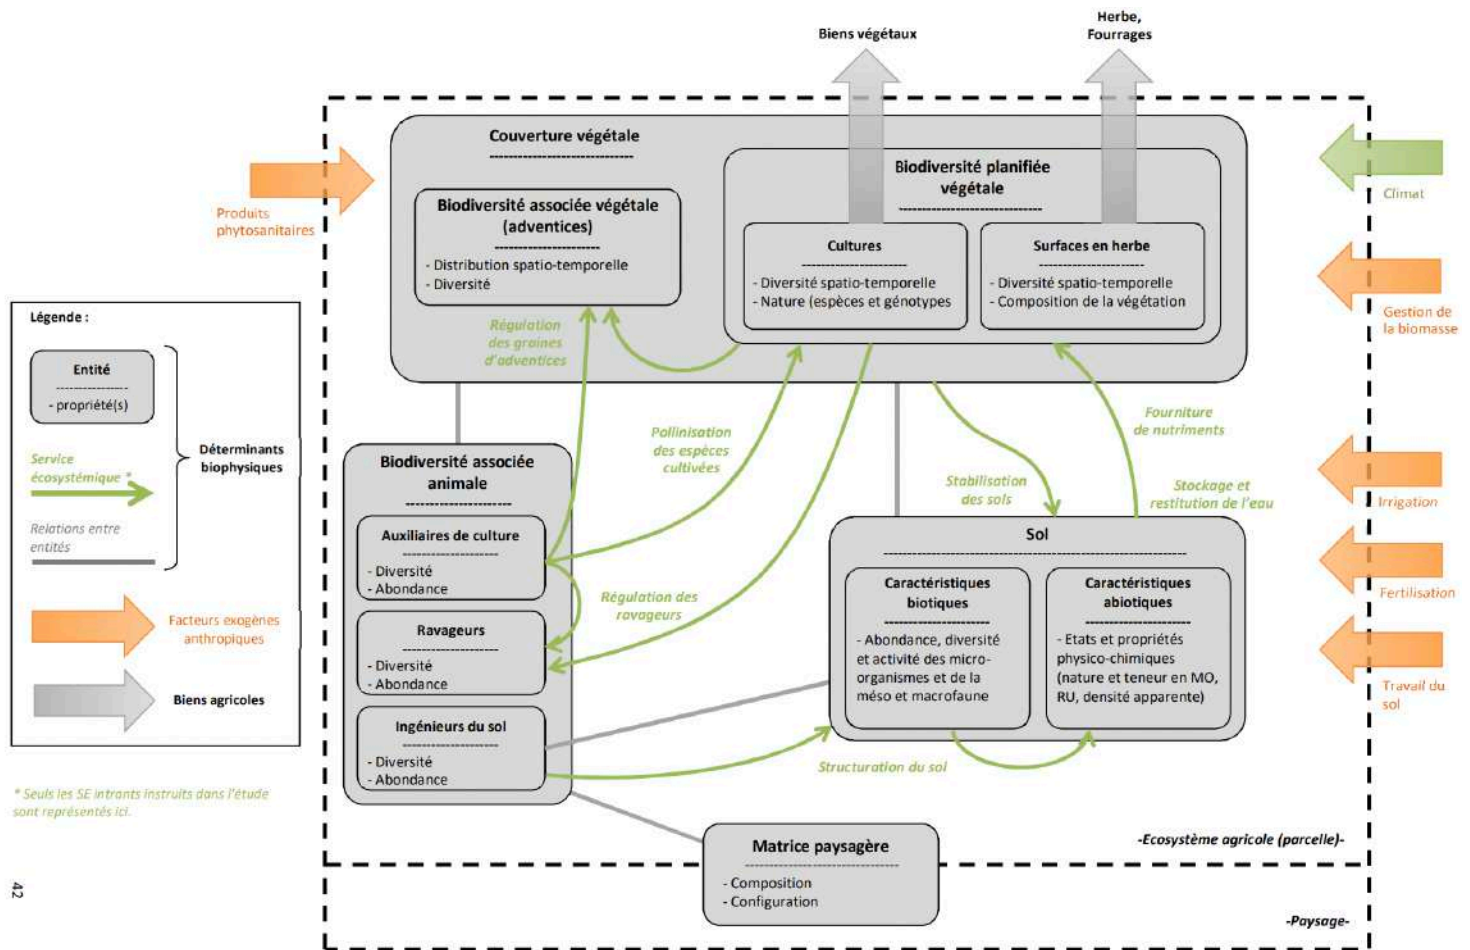 Biens végétaux
Herbe,
Fourrages
Couverture végétale
Biodiversité planifiée
végétale
Biodiversité associée végétale
(adventices)
- Distribution spatio-temporelle
- Diversité
Cultures
- Diversité spatio-temporelle
- Nature (espèces et génotypes
Surfaces en herbe
- Diversité spatio-temporelle
- Composition de la végétation
Produits
phytosanitaires
Climat
Gestion de
la biomasse
Irrigation
Fertilisation
Travail du
sol
Légende :
Entité
- propriété(s)
Service
écosystémique *
Relations entre
entités
Déterminants
biophysiques
Facteurs exogènes
anthropiques
Biens agricoles
* Seuls les SE intrants instruits dans l'étude
sont représentés ici.
Régulation
des graines
d'adventices
Pollinisation
des espèces
cultivées
Fourniture
de nutriments
Stabilisation
des sols
Stockage et
restitution de l'eau
Biodiversité associée
animale
Auxiliaires de culture
- Diversité
- Abondance
Ravageurs
- Diversité
- Abondance
Ingénieurs du sol
- Diversité
- Abondance
Régulation des
ravageurs
Sol
Caractéristiques
biotiques
- Abondance, diversité
et activité des micro-
organismes et de la
méso et macrofaune
Caractéristiques
abiotiques
- Etats et propriétés
physico-chimiques
(nature et teneur en MO,
RU, densité apparente)
Structuration du sol
Matrice paysagère
- Composition
- Configuration
-Ecosystème agricole (parcelle)-
-Paysage-
42